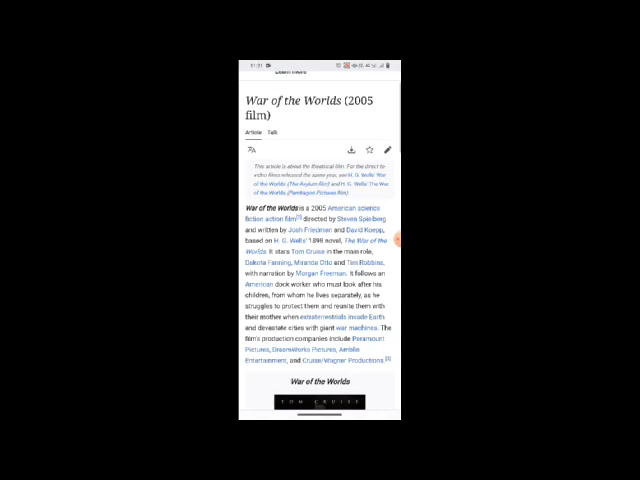 11:21
Learn more
War of the Worlds (2005
film)
Article Talk
This article is about the theatrical film. For the direct-to-
video films released the same year, see H. G. Wells' War
of the Worlds (The Asylum film) and H. G. Wells' The War
of the Worlds (Pendragon Pictures film).
War of the Worlds is a 2005 American science
fiction action film[1] directed by Steven Spielberg
and written by Josh Friedman and David Koepp,
based on H. G. Wells' 1898 novel, The War of the
Worlds. It stars Tom Cruise in the main role,
Dakota Fanning, Miranda Otto and Tim Robbins,
with narration by Morgan Freeman. It follows an
American dock worker who must look after his
children, from whom he lives separately, as he
struggles to protect them and reunite them with
their mother when extraterrestrials invade Earth
and devastate cities with giant war machines. The
film's production companies include Paramount
Pictures, DreamWorks Pictures, Amblin
Entertainment, and Cruise/Wagner Productions.[3]
War of the Worlds
TOM CRUISE